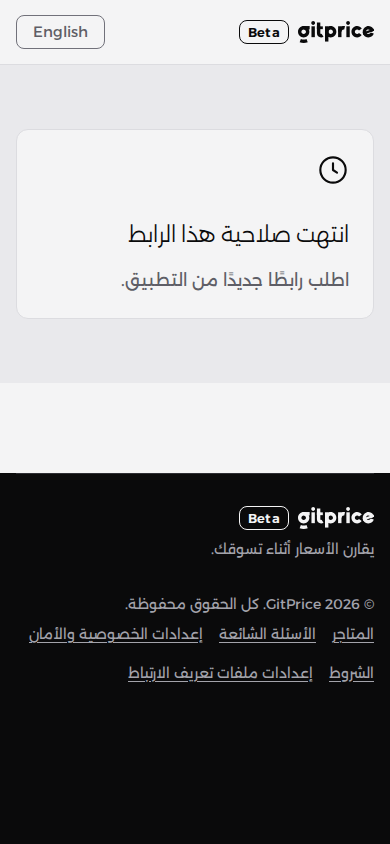 gitprice Beta English
انتهت صلاحية هذا الرابط
اطلب رابطًا جديدًا من التطبيق.
gitprice Beta
يقارن الأسعار أثناء تسوقك.
© 2026 GitPrice. كل الحقوق محفوظة.
المتاجر الأسئلة الشائعة إعدادات الخصوصية والأمان
الشروط إعدادات ملفات تعريف الارتباط